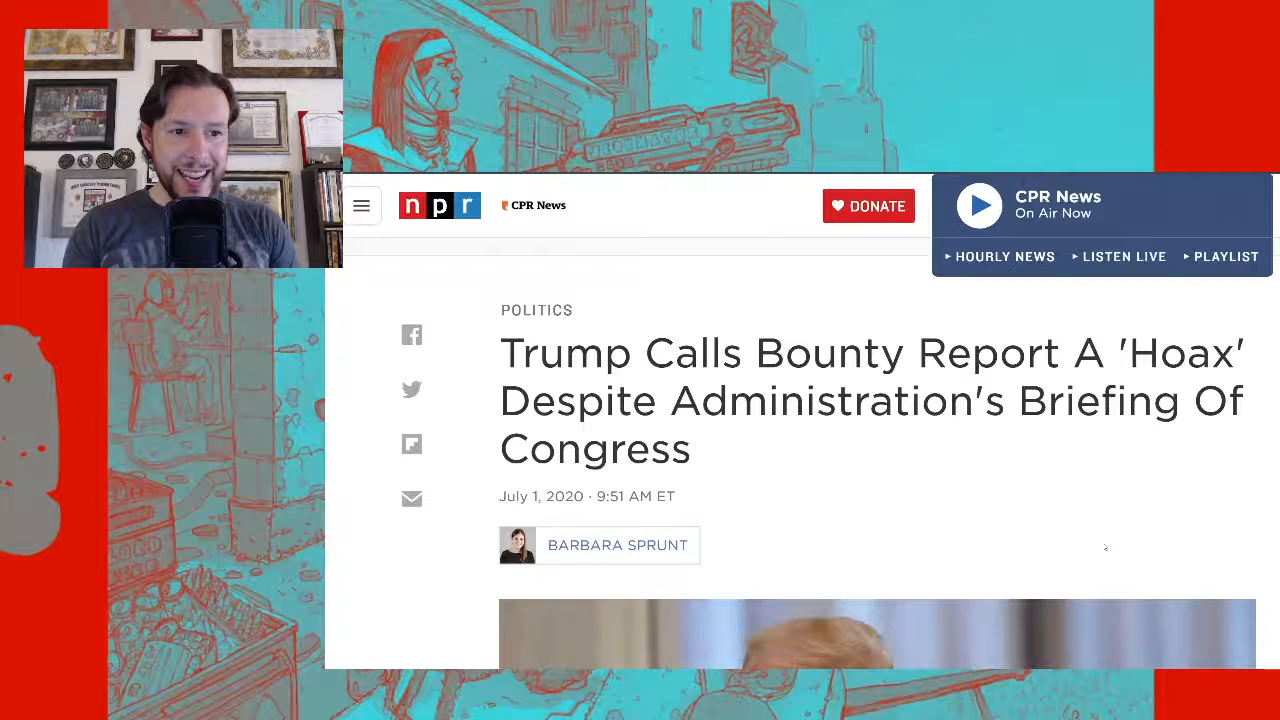 npr
CPR News
DONATE
CPR News
On Air Now
HOURLY NEWS
LISTEN LIVE
PLAYLIST
POLITICS
Trump Calls Bounty Report A 'Hoax'
Despite Administration's Briefing Of
Congress
July 1, 2020 · 9:51 AM ET
BARBARA SPRUNT